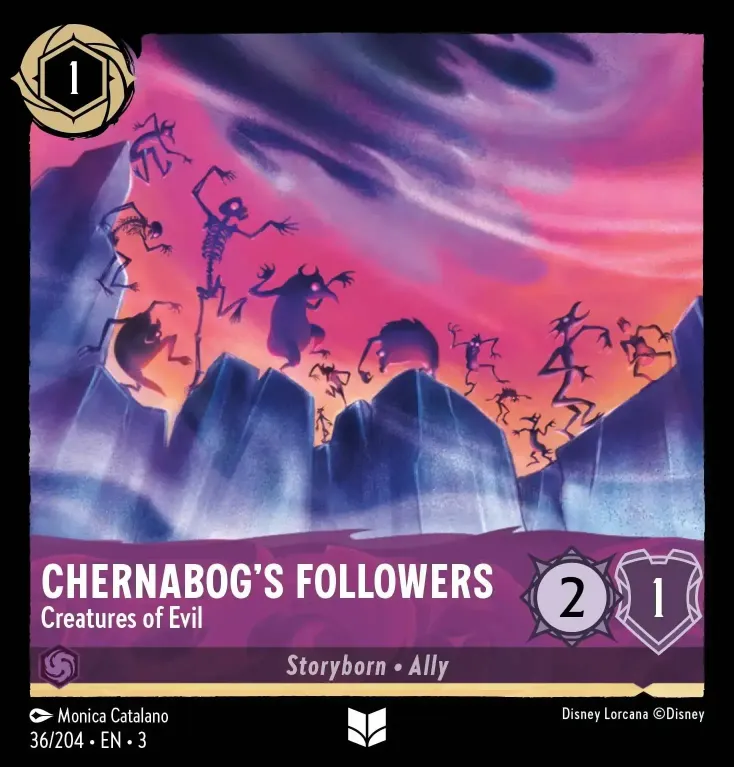 1
CHERNABOG'S FOLLOWERS
Creatures of Evil
2
1
Storyborn • Ally
Monica Catalano
Disney Lorcana ©Disney
36/204 • EN • 3